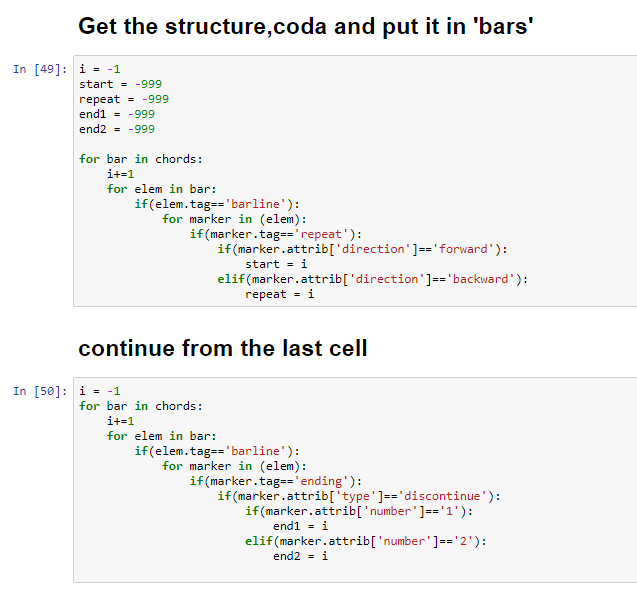 Get the structure,coda and put it in 'bars'
In [49]: i = -1
start = -999
repeat = -999
end1 = -999
end2 = -999
for bar in chords:
    i+=1
    for elem in bar:
        if(elem.tag=='barline'):
            for marker in (elem):
                if(marker.tag=='repeat'):
                    if(marker.attrib['direction']=='forward'):
                        start = i
                    elif(marker.attrib['direction']=='backward'):
                        repeat = i
continue from the last cell
In [50]: i = -1
for bar in chords:
    i+=1
    for elem in bar:
        if(elem.tag=='barline'):
            for marker in (elem):
                if(marker.tag=='ending'):
                    if(marker.attrib['type']=='discontinue'):
                        if(marker.attrib['number']=='1'):
                            end1 = i
                        elif(marker.attrib['number']=='2'):
                            end2 = i